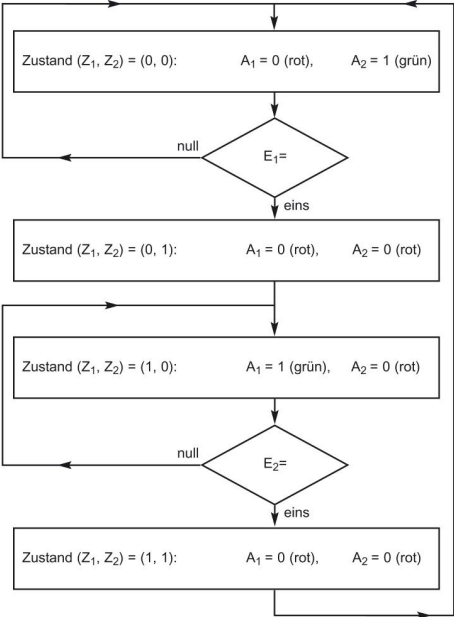 Zustand (Z₁, Z₂) = (0, 0): A₁ = 0 (rot), A₂ = 1 (grün)
null
E₁=
eins
Zustand (Z₁, Z₂) = (0, 1): A₁ = 0 (rot), A₂ = 0 (rot)
Zustand (Z₁, Z₂) = (1, 0): A₁ = 1 (grün), A₂ = 0 (rot)
null
E₂=
eins
Zustand (Z₁, Z₂) = (1, 1): A₁ = 0 (rot), A₂ = 0 (rot)